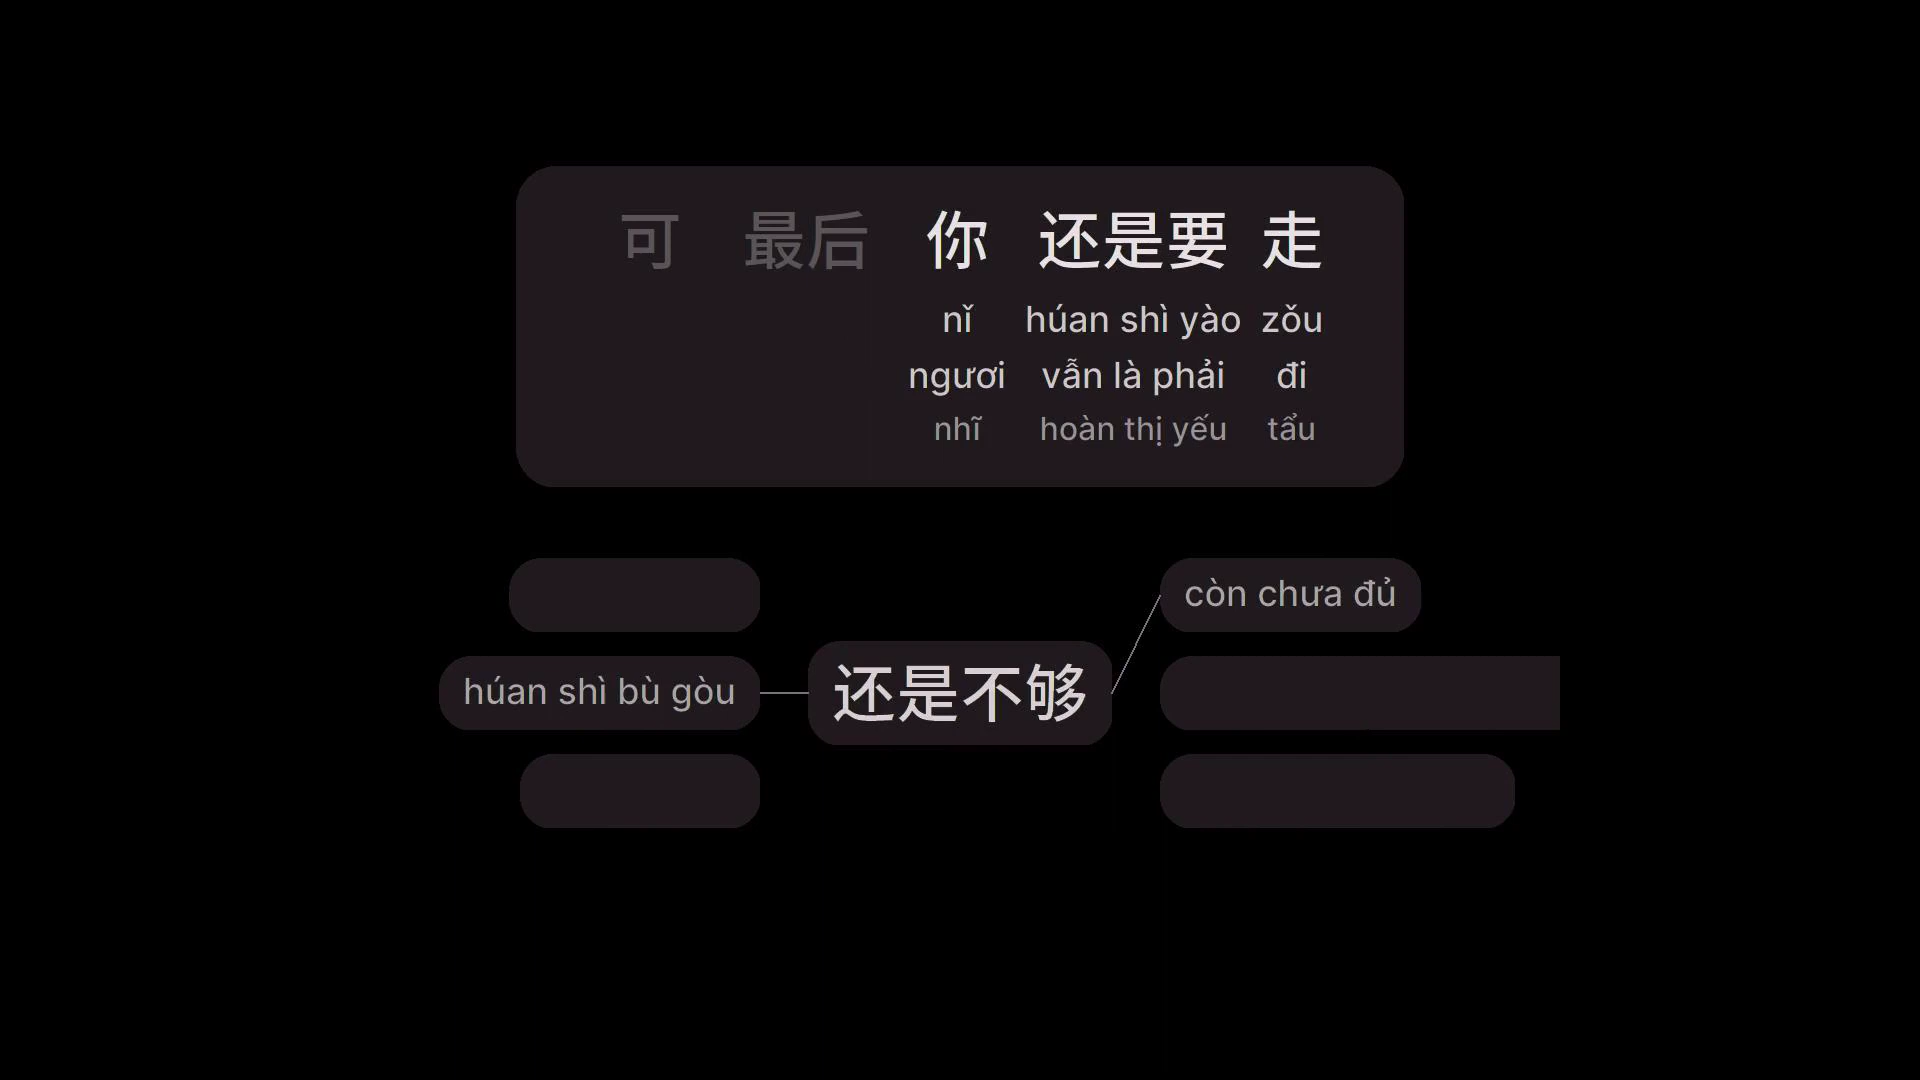 可 最后 你 还是要 走
nǐ húan shì yào zǒu
ngươi vẫn là phải đi
nhĩ hoàn thị yếu tẩu
còn chưa đủ
húan shì bù gòu
还是不够